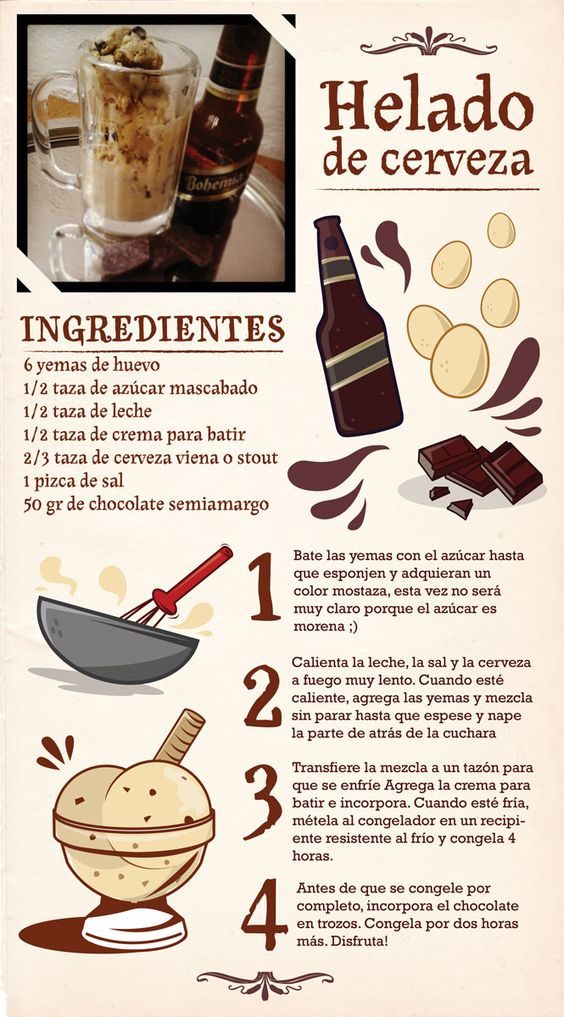 Helado
de cerveza
Bohemia
INGREDIENTES
6 yemas de huevo
1/2 taza de azúcar mascabado
1/2 taza de leche
1/2 taza de crema para batir
2/3 taza de cerveza viena o stout
1 pizca de sal
50 gr de chocolate semiamargo
1
Bate las yemas con el azúcar hasta
que esponjen y adquieran un
color mostaza, esta vez no será
muy claro porque el azúcar es
morena ;)
2
Calienta la leche, la sal y la cerveza
a fuego muy lento. Cuando esté
caliente, agrega las yemas y mezcla
sin parar hasta que espese y nape
la parte de atrás de la cuchara
3
Transfiere la mezcla a un tazón para
que se enfríe Agrega la crema para
batir e incorpora. Cuando esté fría,
métela al congelador en un recipi-
ente resistente al frío y congela 4
horas.
4
Antes de que se congele por
completo, incorpora el chocolate
en trozos. Congela por dos horas
más. Disfruta!